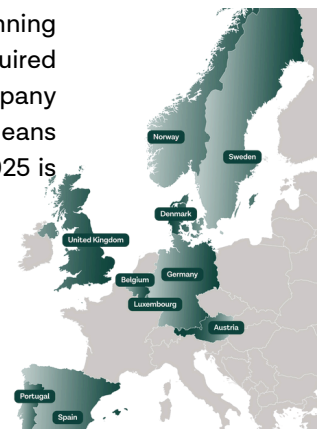 nning
uired
pany
eans
025 is
Norway
Sweden
Denmark
United Kingdom
Germany
Belgium
Luxembourg
Austria
Portugal
Spain